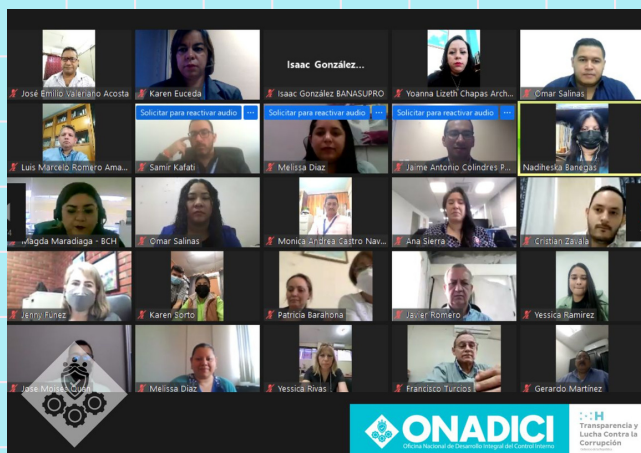 Isaac González...
José Emilio Valeriano Acosta
Karen Euceda
Isaac González BANASUPRO
Yoanna Lizeth Chapas Arch...
Omar Salinas
Solicitar para reactivar audio ...
Solicitar para reactivar audio ...
Solicitar para reactivar audio ...
Luis Marcelo Romero Ama...
Samir Kafati
Melissa Diaz
Jaime Antonio Colindres P...
Nadiheska Banegas
Magda Maradiaga - BCH
Omar Salinas
Monica Andrea Castro Nav...
Ana Sierra
Cristian Zavala
Jenny Funez
Karen Sorto
Patricia Barahona
Javier Romero
Yessica Ramirez
Jose Moises Quan
Melissa Diaz
Yessica Rivas
Francisco Turcios
Gerardo Martínez
ONADICI
Oficina Nacional de Desarrollo Integral del Control Interno
H
Transparencia y
Lucha Contra la
Corrupción